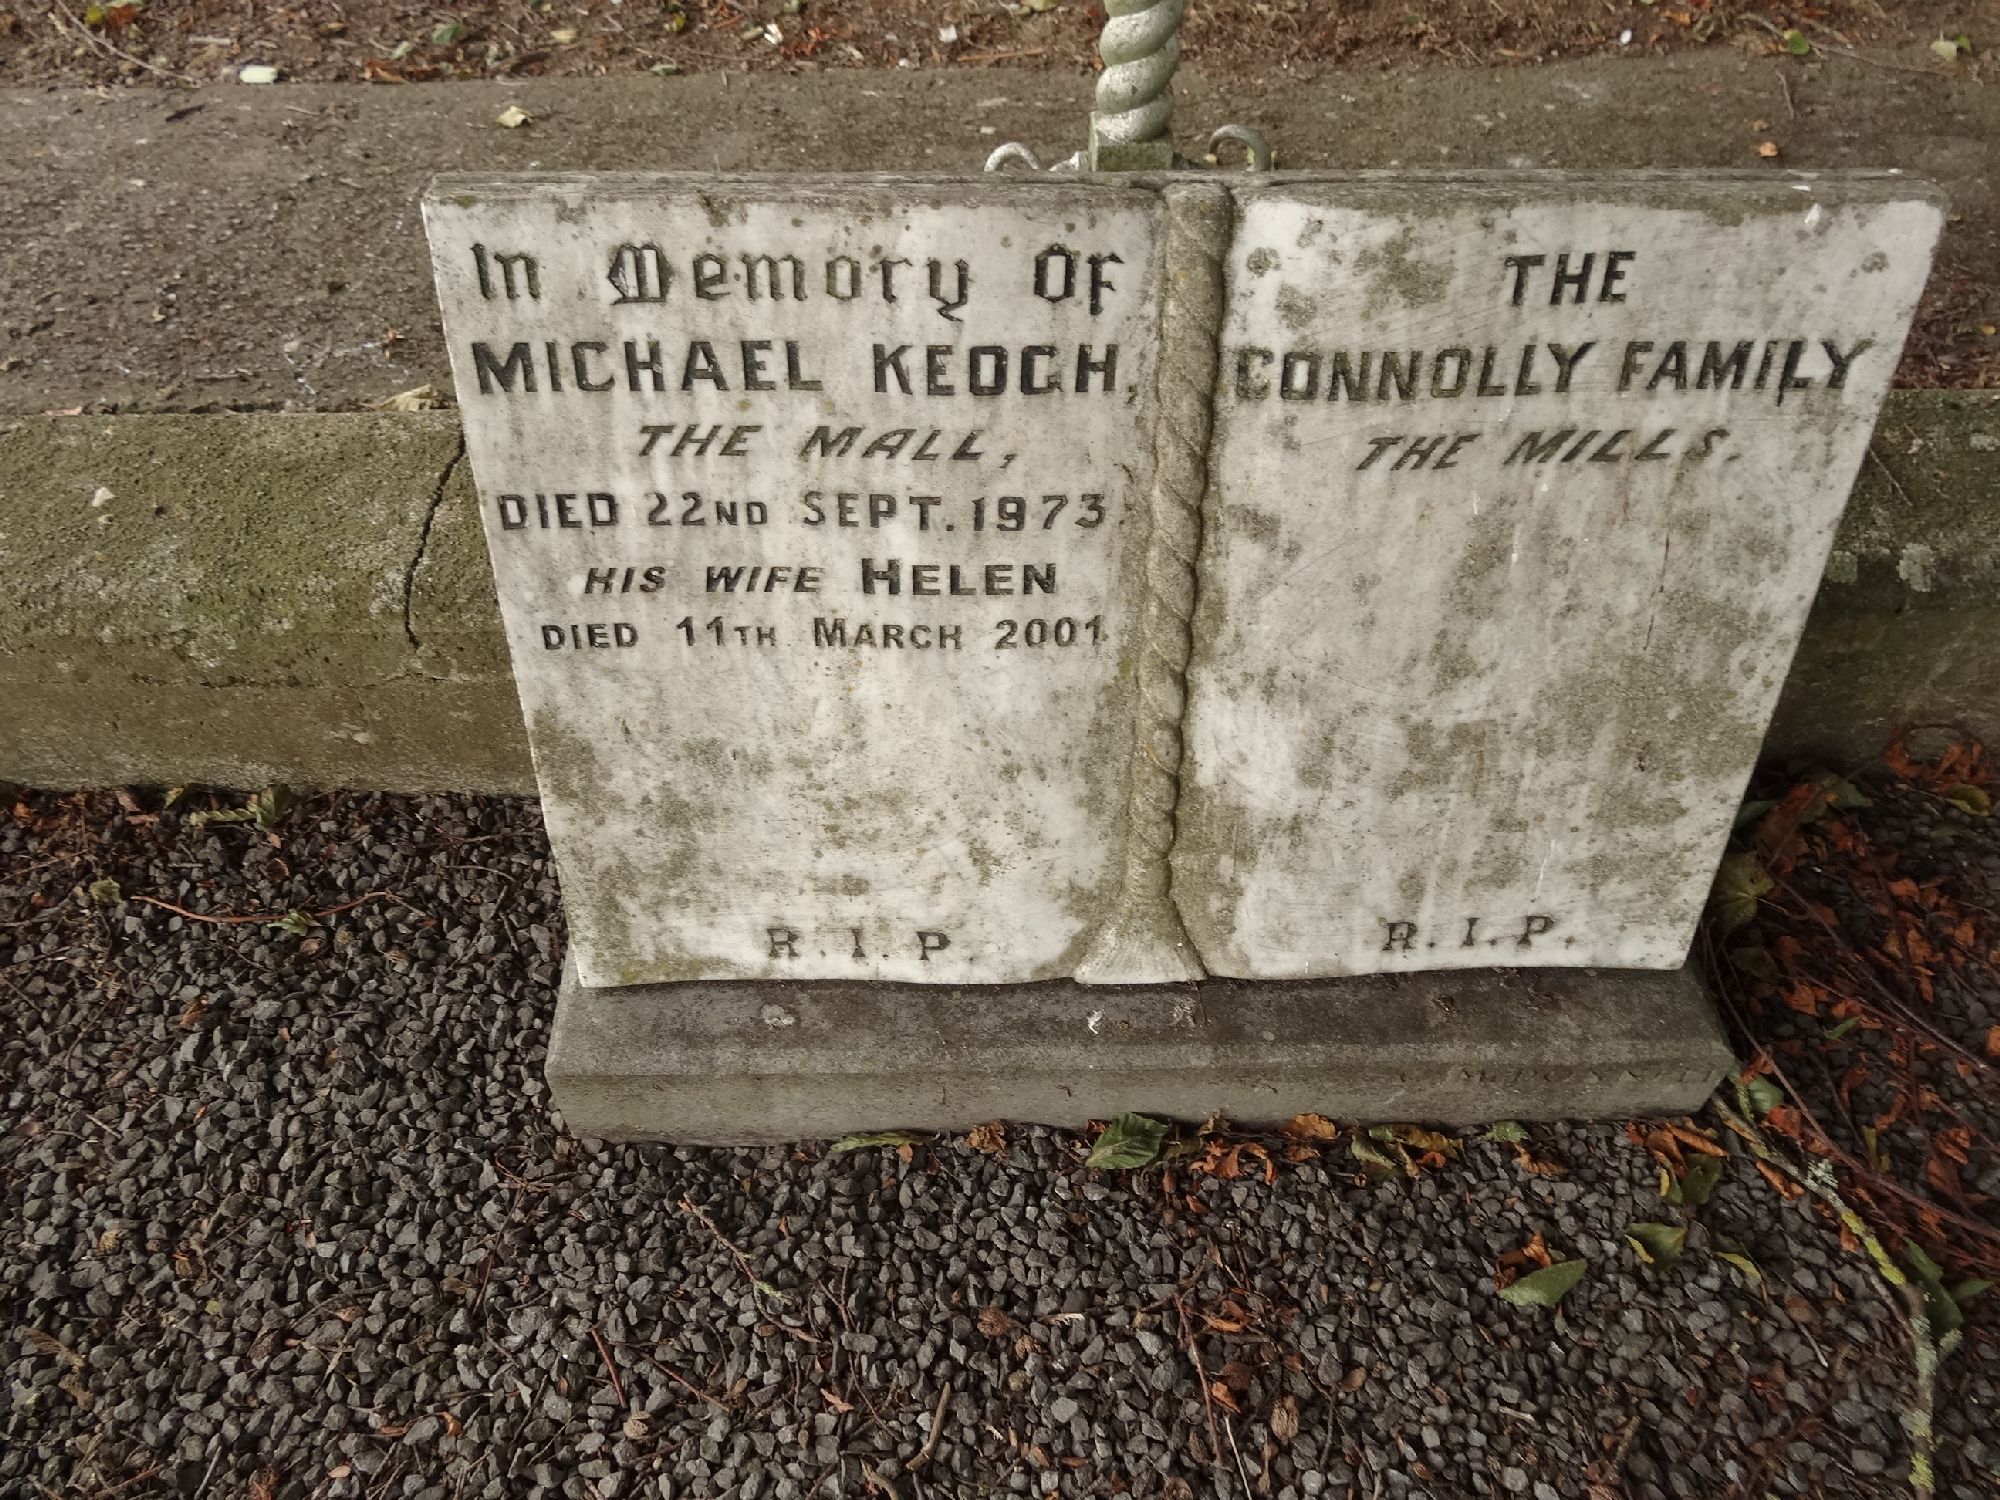 In Memory Of
MICHAEL KEOGH,
THE MALL,
DIED 22ND SEPT. 1973.
HIS WIFE HELEN
DIED 11TH MARCH 2001.
R. I. P
THE
CONNOLLY FAMILY
THE MILLS.
R. I. P.